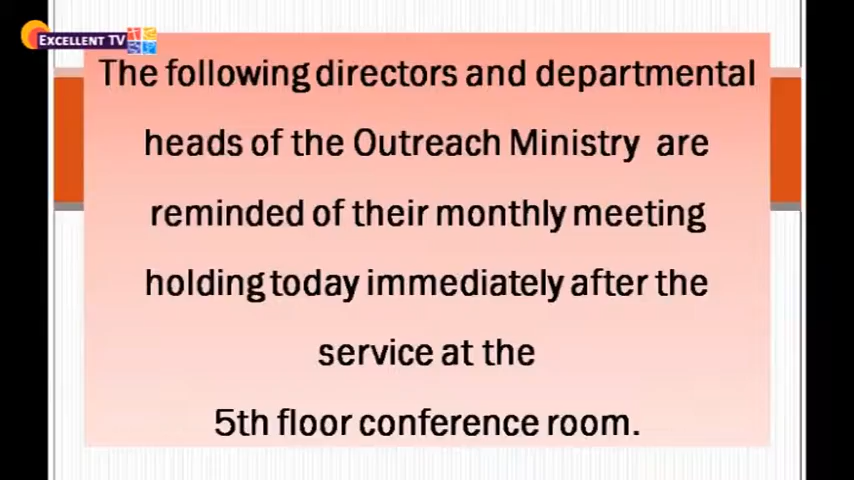 EXCELLENT TV
The following directors and departmental
heads of the Outreach Ministry are
reminded of their monthly meeting
holding today immediately after the
service at the
5th floor conference room.